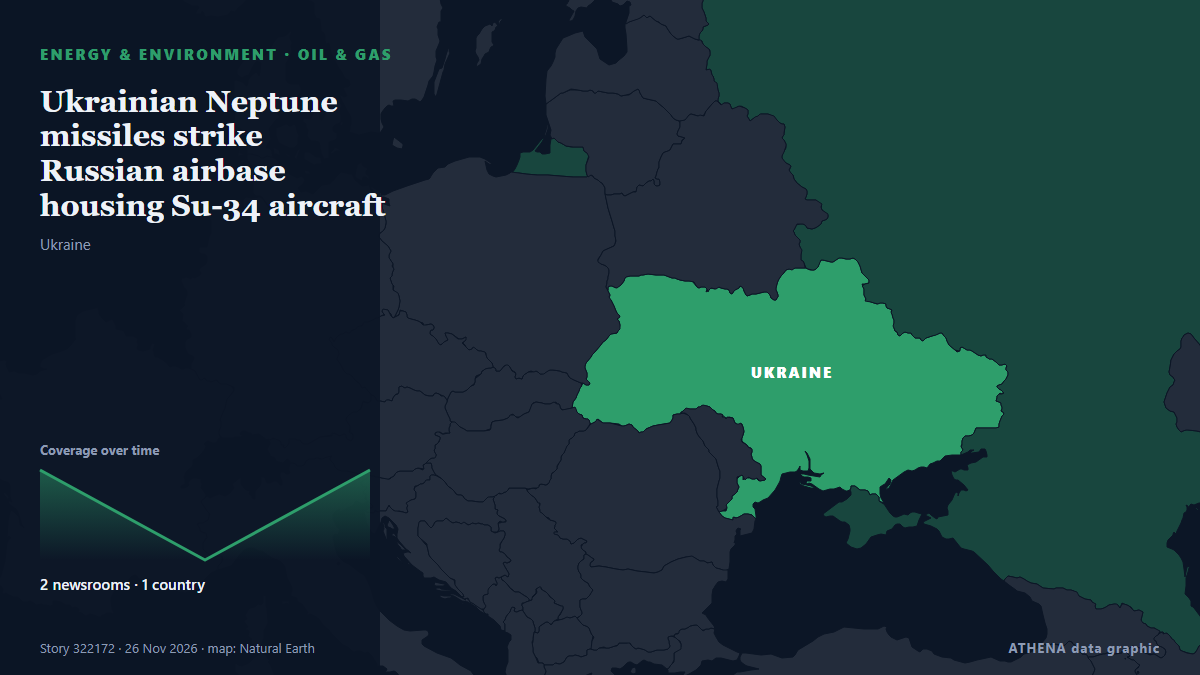 ENERGY & ENVIRONMENT · OIL & GAS
Ukrainian Neptune
missiles strike
Russian airbase
housing Su-34 aircraft
Ukraine
UKRAINE
Coverage over time
2 newsrooms · 1 country
Story 322172 · 26 Nov 2026 · map: Natural Earth
ATHENA data graphic